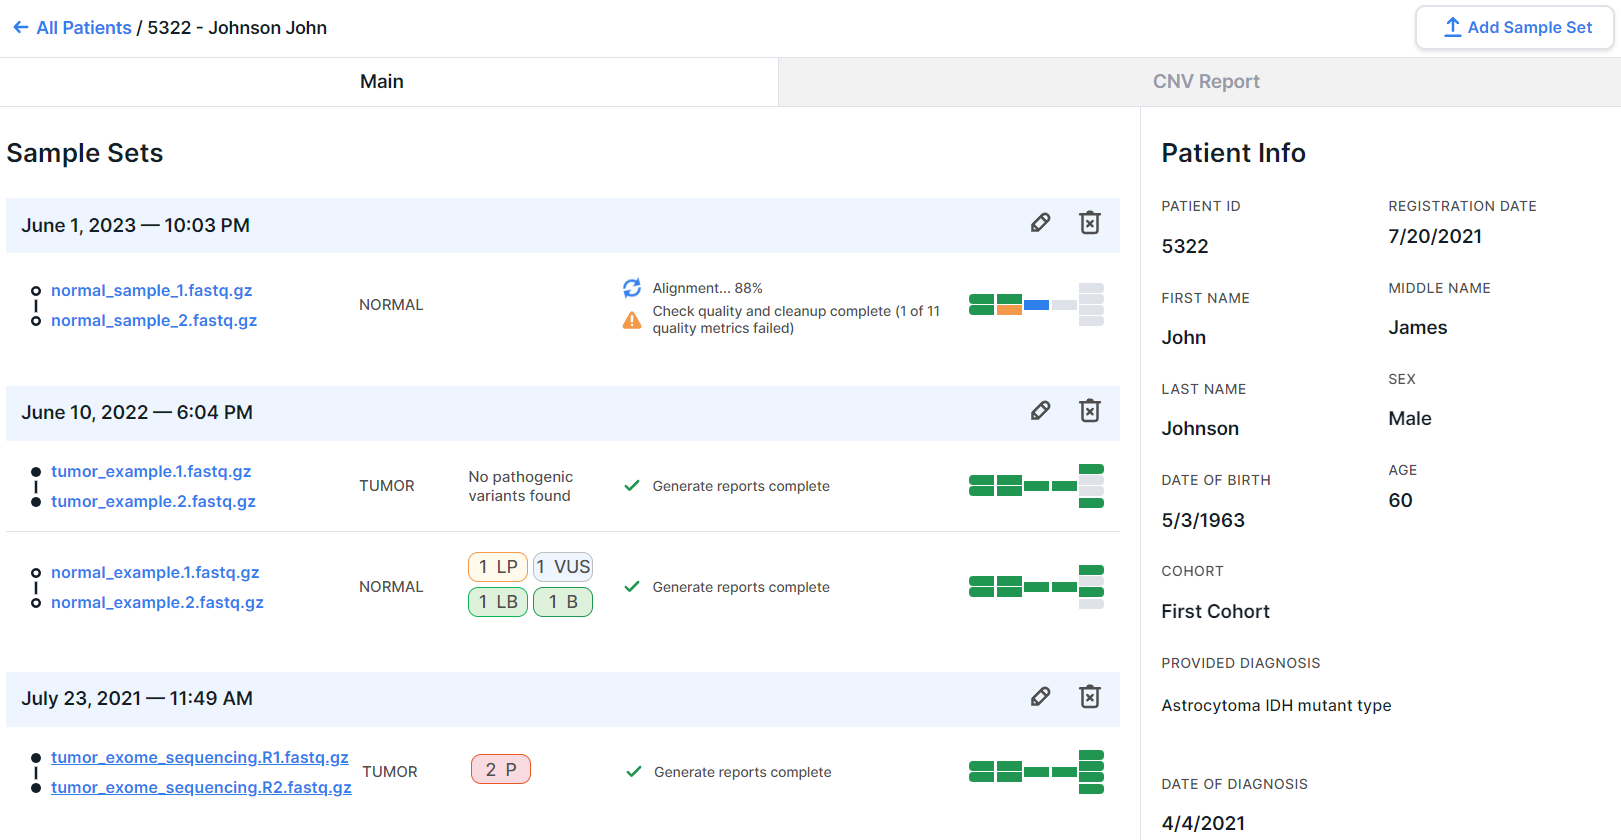 All Patients / 5322 - Johnson John
Add Sample Set
Main
CNV Report
Sample Sets
June 1, 2023 — 10:03 PM
normal_sample_1.fastq.gz
normal_sample_2.fastq.gz
NORMAL
Alignment... 88%
Check quality and cleanup complete (1 of 11
quality metrics failed)
June 10, 2022 — 6:04 PM
tumor_example.1.fastq.gz
tumor_example.2.fastq.gz
TUMOR
No pathogenic
variants found
Generate reports complete
normal_example.1.fastq.gz
normal_example.2.fastq.gz
NORMAL
1 LP
1 VUS
1 LB
1 B
Generate reports complete
July 23, 2021 — 11:49 AM
tumor_exome_sequencing.R1.fastq.gz
tumor_exome_sequencing.R2.fastq.gz
TUMOR
2 P
Generate reports complete
Patient Info
PATIENT ID
5322
REGISTRATION DATE
7/20/2021
FIRST NAME
John
MIDDLE NAME
James
LAST NAME
Johnson
SEX
Male
DATE OF BIRTH
5/3/1963
AGE
60
COHORT
First Cohort
PROVIDED DIAGNOSIS
Astrocytoma IDH mutant type
DATE OF DIAGNOSIS
4/4/2021